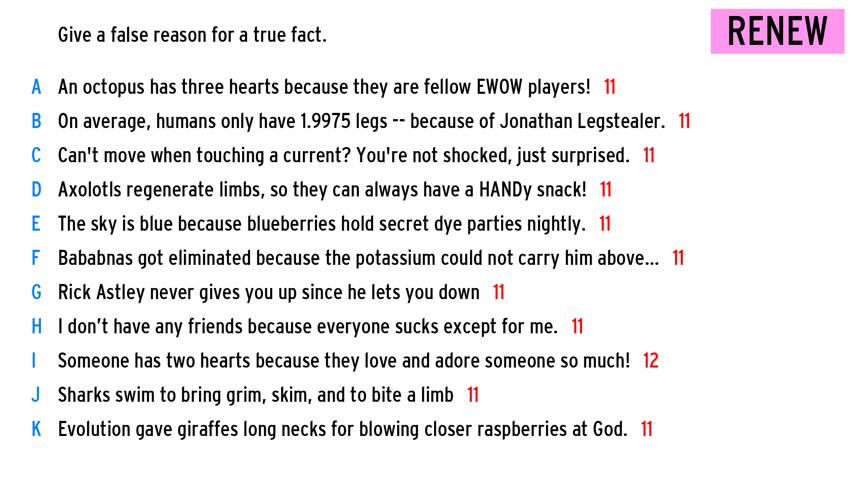 Give a false reason for a true fact.
RENEW
A An octopus has three hearts because they are fellow EWOW players! 11
B On average, humans only have 1.9975 legs -- because of Jonathan Legstealer. 11
C Can't move when touching a current? You're not shocked, just surprised. 11
D Axolotls regenerate limbs, so they can always have a HANDy snack! 11
E The sky is blue because blueberries hold secret dye parties nightly. 11
F Bababnas got eliminated because the potassium could not carry him above... 11
G Rick Astley never gives you up since he lets you down 11
H I don’t have any friends because everyone sucks except for me. 11
I Someone has two hearts because they love and adore someone so much! 12
J Sharks swim to bring grim, skim, and to bite a limb 11
K Evolution gave giraffes long necks for blowing closer raspberries at God. 11